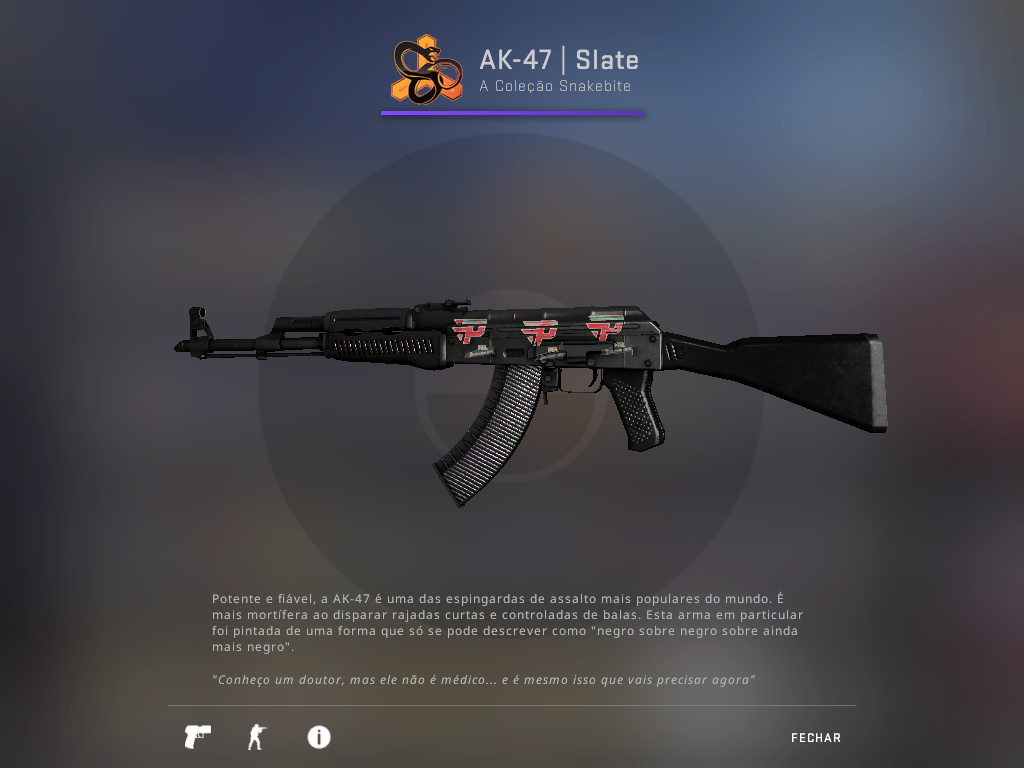 AK-47 | Slate
A Coleção Snakebite
Potente e fiável, a AK-47 é uma das espingardas de assalto mais populares do mundo. É
mais mortífera ao disparar rajadas curtas e controladas de balas. Esta arma em particular
foi pintada de uma forma que só se pode descrever como "negro sobre negro sobre ainda
mais negro".
"Conheço um doutor, mas ele não é médico... e é mesmo isso que vais precisar agora"
FECHAR